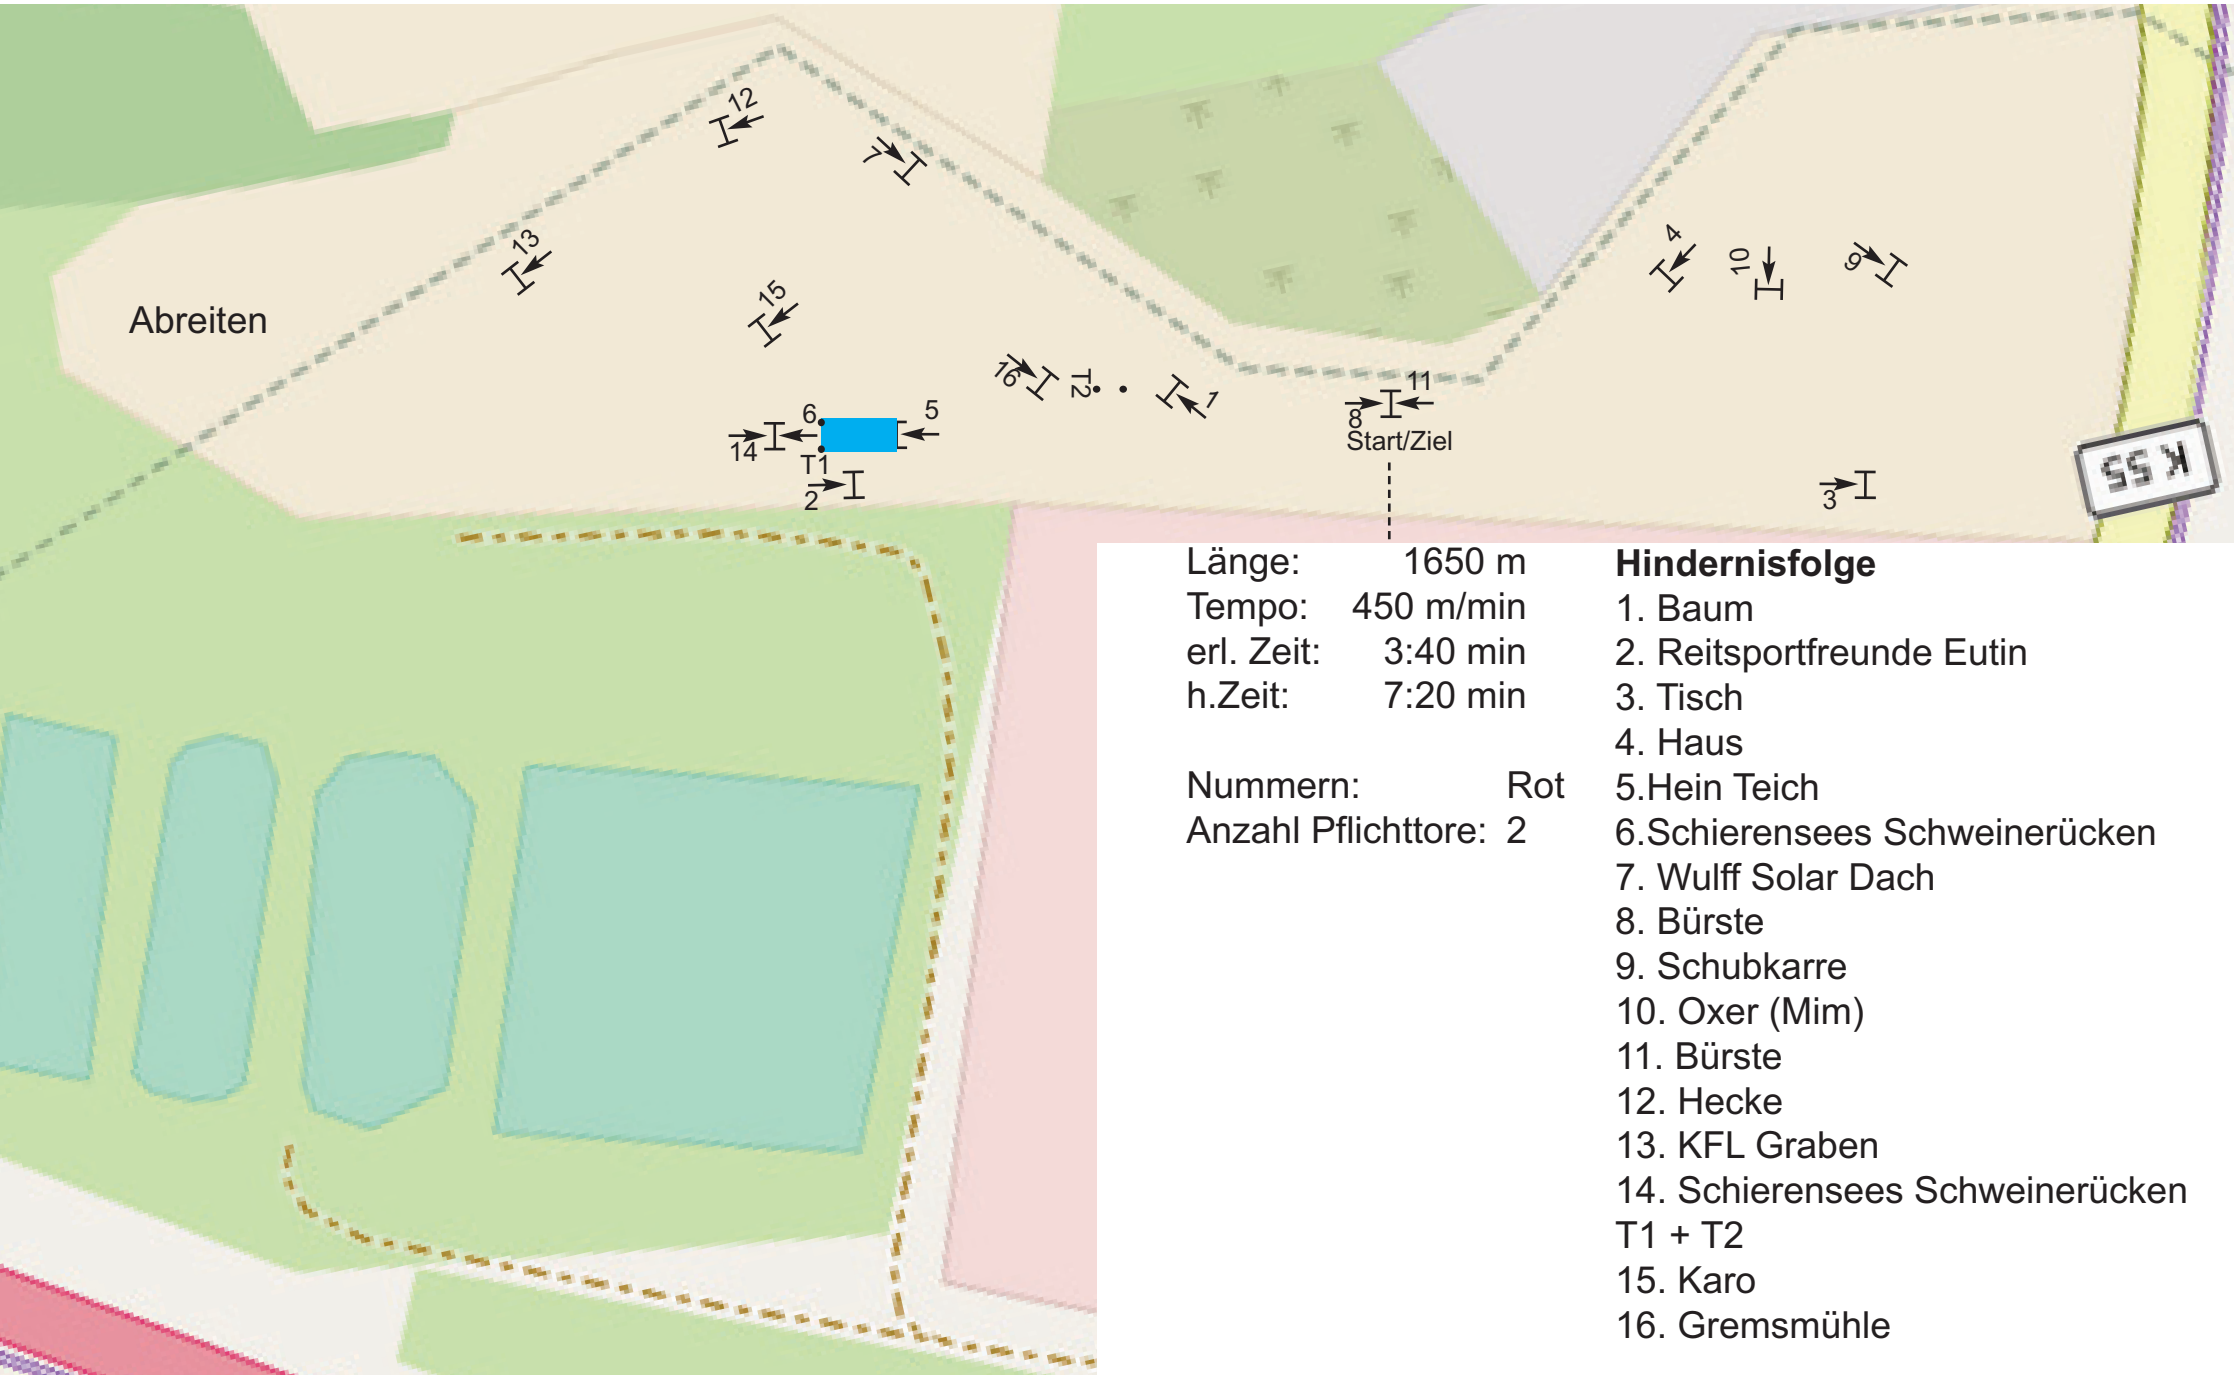 12
7
13
4
10
9
15
Abreiten
16
T2
1
11
8
Start/Ziel
6
5
14
T1
2
3
K 55
Länge: 1650 m
Tempo: 450 m/min
erl. Zeit: 3:40 min
h.Zeit: 7:20 min
Nummern: Rot
Anzahl Pflichttore: 2
Hindernisfolge
1. Baum
2. Reitsportfreunde Eutin
3. Tisch
4. Haus
5.Hein Teich
6.Schierensees Schweinerücken
7. Wulff Solar Dach
8. Bürste
9. Schubkarre
10. Oxer (Mim)
11. Bürste
12. Hecke
13. KFL Graben
14. Schierensees Schweinerücken
T1 + T2
15. Karo
16. Gremsmühle